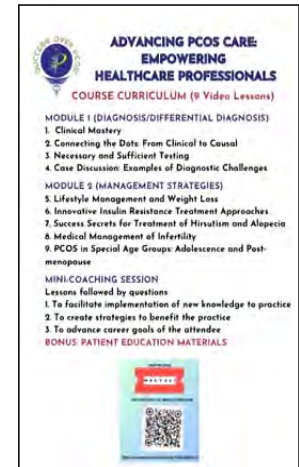 SUCCESS OVER PCOS
ADVANCING PCOS CARE:
EMPOWERING
HEALTHCARE PROFESSIONALS
COURSE CURRICULUM (9 Video Lessons)
MODULE 1 (DIAGNOSIS/DIFFERENTIAL DIAGNOSIS)
1. Clinical Mastery
2. Connecting the Dots: From Clinical to Causal
3. Necessary and Sufficient Testing
4. Case Discussion: Examples of Diagnostic Challenges
MODULE 2 (MANAGEMENT STRATEGIES)
5. Lifestyle Management and Weight Loss
6. Innovative Insulin Resistance Treatment Approaches
7. Success Secrets for Treatment of Hirsutism and Alopecia
8. Medical Management of Infertility
9. PCOS in Special Age Groups: Adolescence and Post-
menopause
MINI-COACHING SESSION
Lessons followed by questions
1. To facilitate implementation of new knowledge to practice
2. To create strategies to benefit the practice
3. To advance career goals of the attendee
BONUS: PATIENT EDUCATION MATERIALS